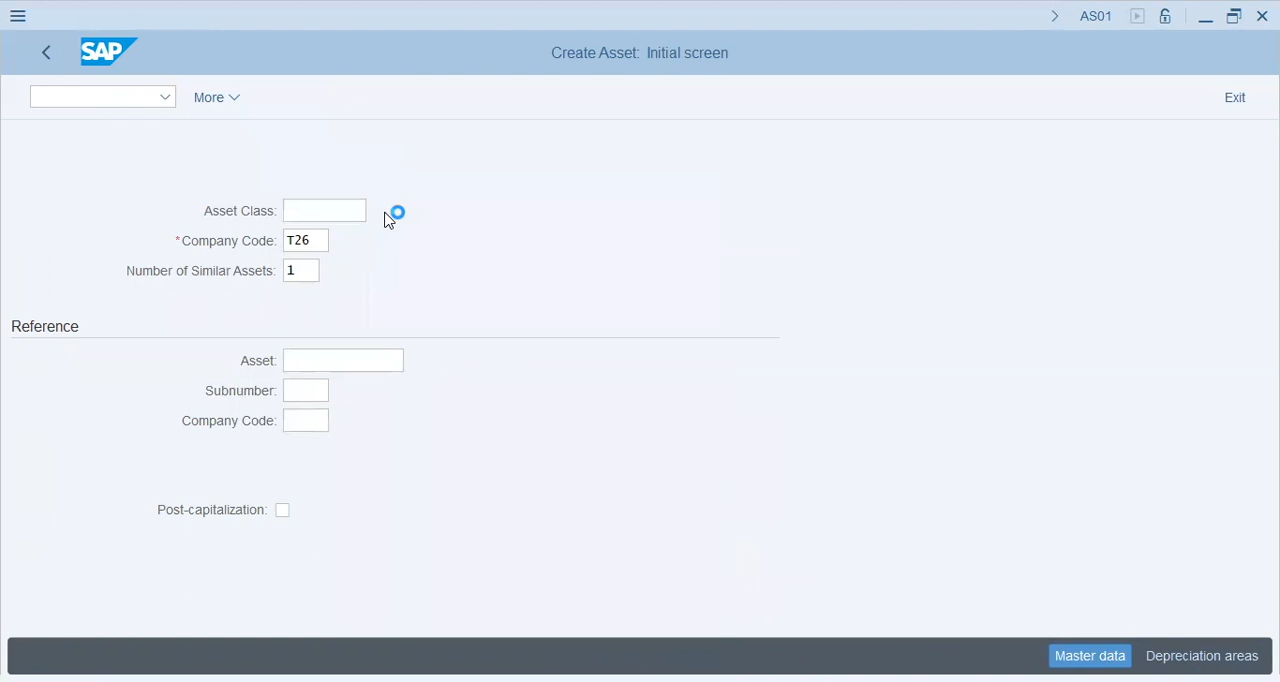 AS01
SAP
Create Asset: Initial screen
More
Exit
Asset Class:
*Company Code: T26
Number of Similar Assets: 1
Reference
Asset:
Subnumber:
Company Code:
Post-capitalization:
Master data Depreciation areas